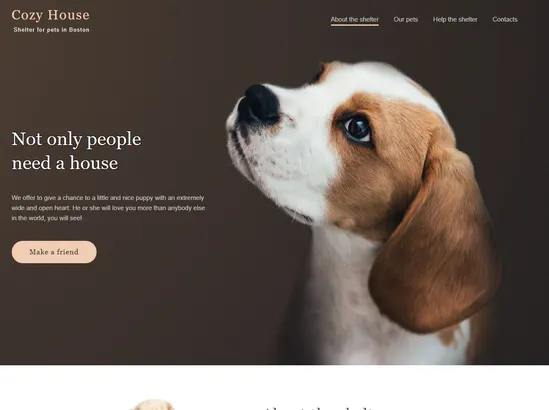 Cozy House
Shelter for pets in Boston
About the shelter
Our pets
Help the shelter
Contacts
Not only people
need a house
We offer to give a chance to a little and nice puppy with an extremely
wide and open heart. He or she will love you more than anybody else
in the world, you will see!
Make a friend